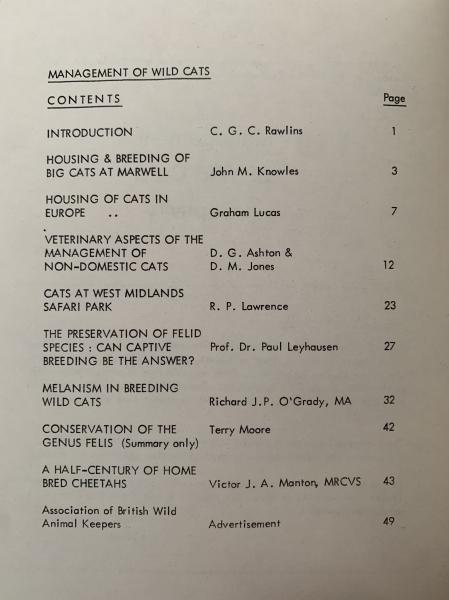 MANAGEMENT OF WILD CATS
CONTENTS Page
INTRODUCTION C. G. C. Rawlins 1
HOUSING & BREEDING OF
BIG CATS AT MARWELL John M. Knowles 3
HOUSING OF CATS IN
EUROPE .. Graham Lucas 7
VETERINARY ASPECTS OF THE
MANAGEMENT OF D. G. Ashton &
NON-DOMESTIC CATS D. M. Jones 12
CATS AT WEST MIDLANDS
SAFARI PARK R. P. Lawrence 23
THE PRESERVATION OF FELID
SPECIES : CAN CAPTIVE Prof. Dr. Paul Leyhausen 27
BREEDING BE THE ANSWER?
MELANISM IN BREEDING
WILD CATS Richard J.P. O'Grady, MA 32
CONSERVATION OF THE Terry Moore 42
GENUS FELIS (Summary only)
A HALF-CENTURY OF HOME
BRED CHEETAHS Victor J. A. Manton, MRCVS 43
Association of British Wild
Animal Keepers Advertisement 49